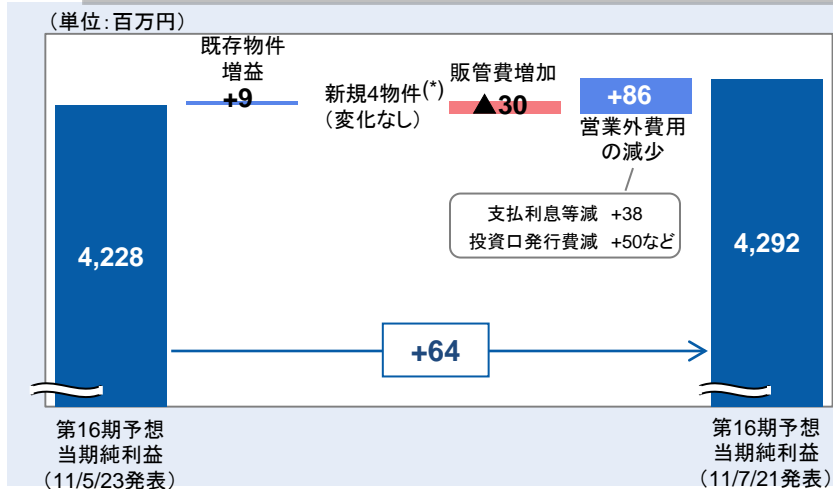 （単位：百万円）
既存物件
増益
+9
新規4物件(*)
（変化なし）
販管費増加
▲30
+86
営業外費用
の減少
支払利息等減 +38
投資口発行費減 +50など
4,228
4,292
+64
第16期予想
当期純利益
（11/5/23発表）
第16期予想
当期純利益
（11/7/21発表）